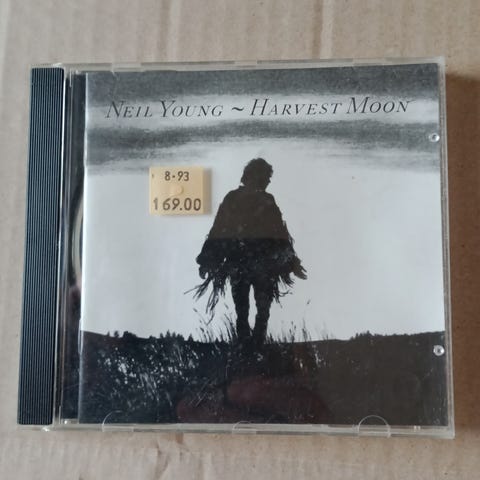 NEIL YOUNG ~ HARVEST MOON
8-93
169.00